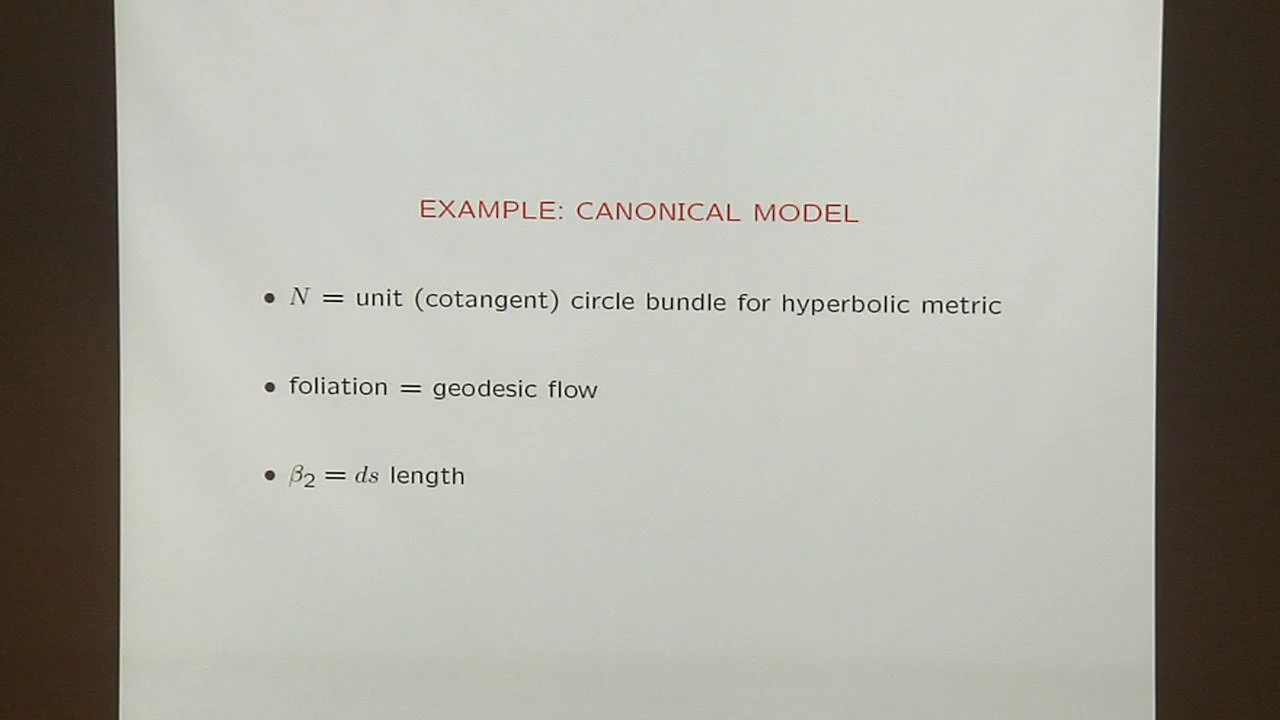 EXAMPLE: CANONICAL MODEL
• N = unit (cotangent) circle bundle for hyperbolic metric
• foliation = geodesic flow
• β₂ = ds length